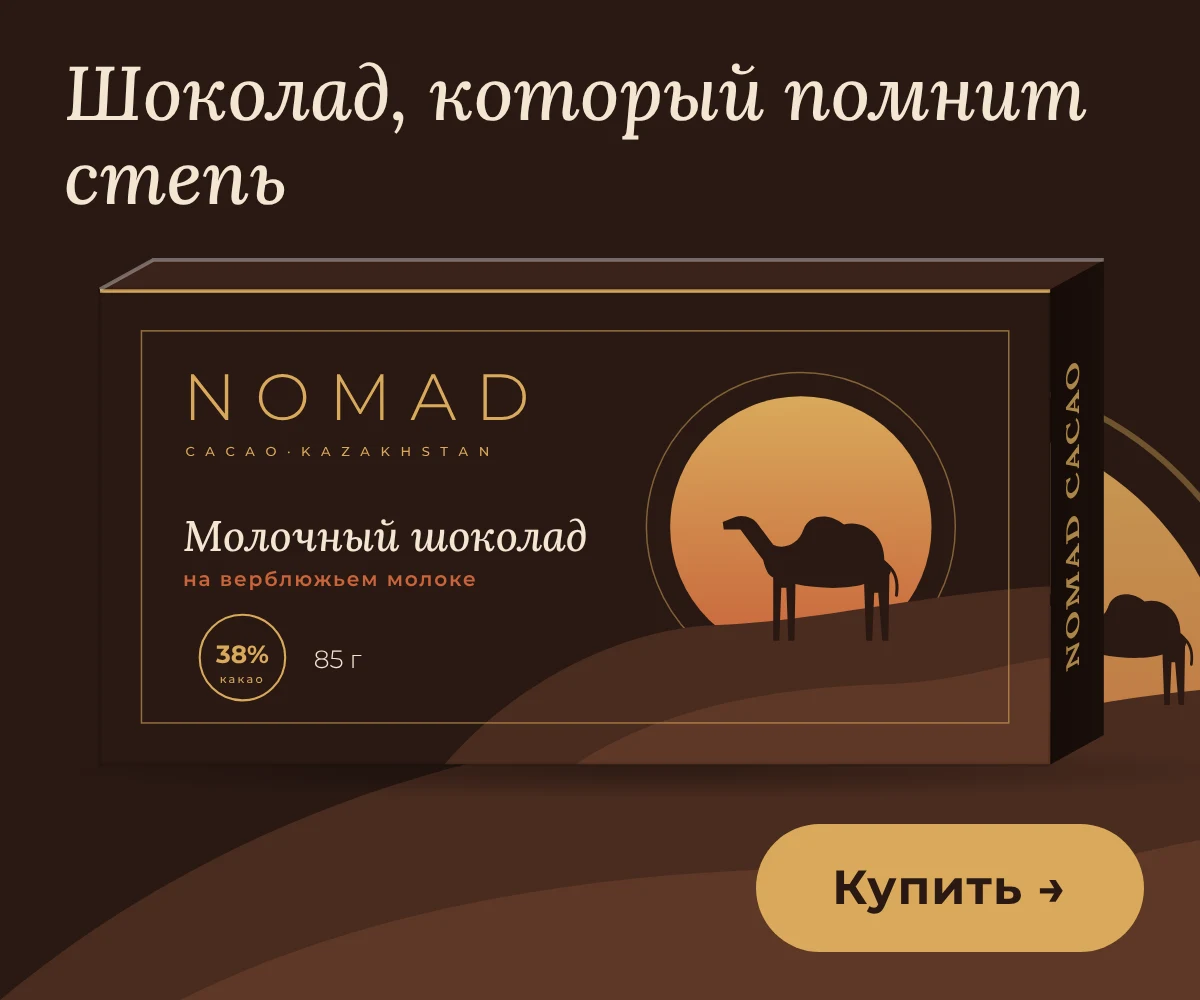 Шоколад, который помнит
степь
NOMAD
CACAO·KAZAKHSTAN
Молочный шоколад
на верблюжьем молоке
38%
какао
85 г
NOMAD CACAO
Купить →